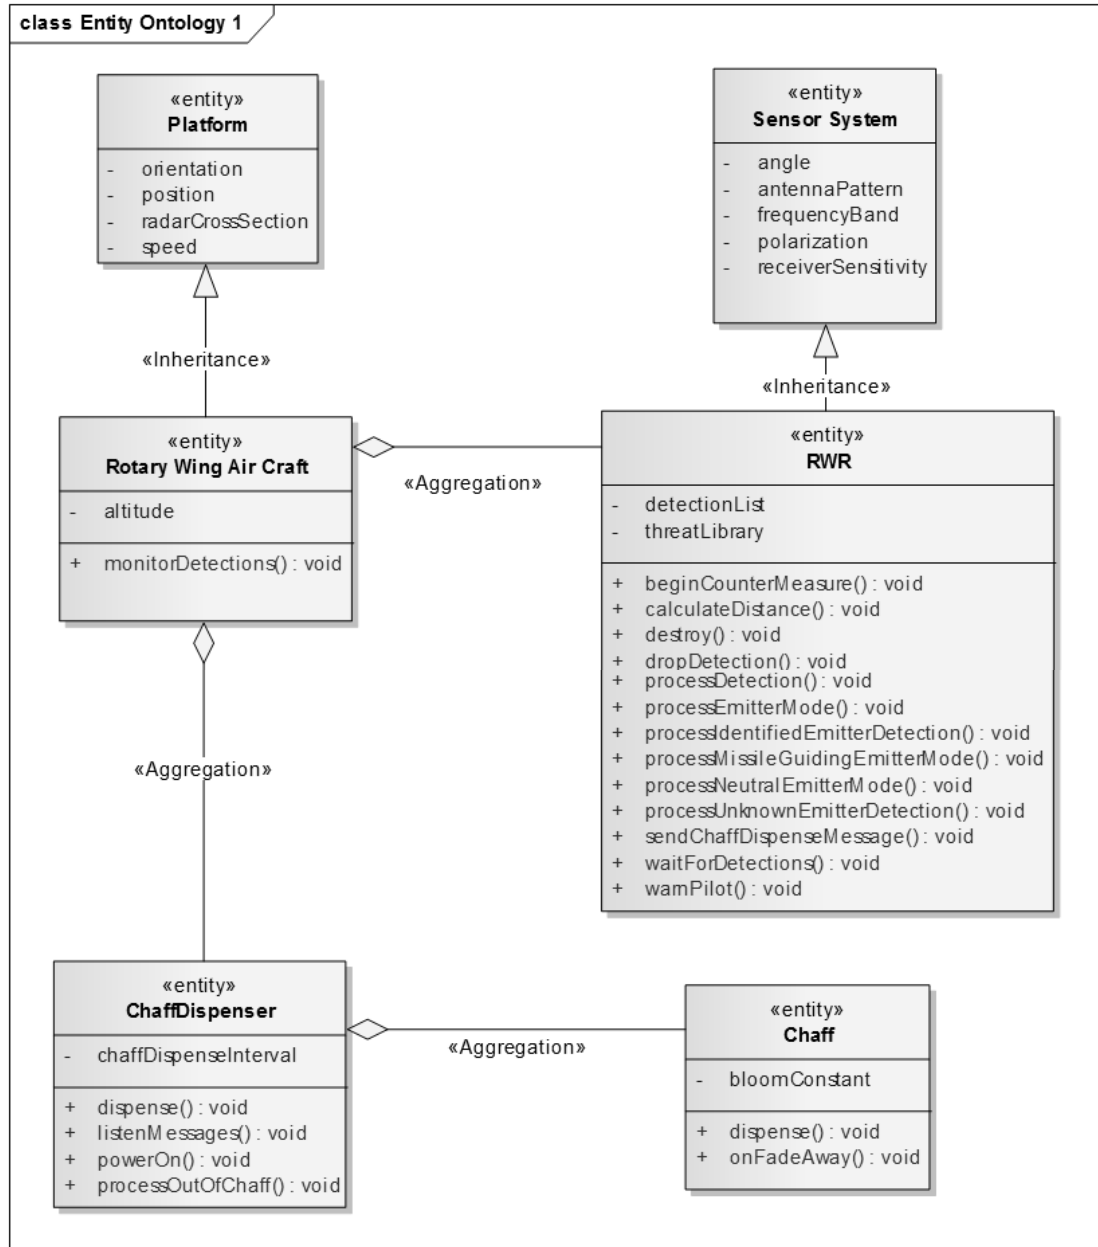 class Entity Ontology 1
«entity»
Platform
- orientation
- position
- radarCrossSection
- speed
«entity»
Sensor System
- angle
- antennaPattern
- frequencyBand
- polarization
- receiverSensitivity
«Inheritance»
«Inheritance»
«entity»
Rotary Wing Air Craft
- altitude
+ monitorDetections() : void
«Aggregation»
«entity»
RWR
- detectionList
- threatLibrary
+ beginCounterMeasure() : void
+ calculateDistance() : void
+ destroy() : void
+ dropDetection() : void
+ processDetection() : void
+ processEmitterMode() : void
+ processIdentifiedEmitterDetection() : void
+ processMissileGuidingEmitterMode() : void
+ processNeutralEmitterMode() : void
+ processUnknownEmitterDetection() : void
+ sendChaffDispenseMessage() : void
+ waitForDetections() : void
+ warnPilot() : void
«Aggregation»
«entity»
ChaffDispenser
- chaffDispenseInterval
+ dispense() : void
+ listenMessages() : void
+ powerOn() : void
+ processOutOfChaff() : void
«Aggregation»
«entity»
Chaff
- bloomConstant
+ dispense() : void
+ onFadeAway() : void